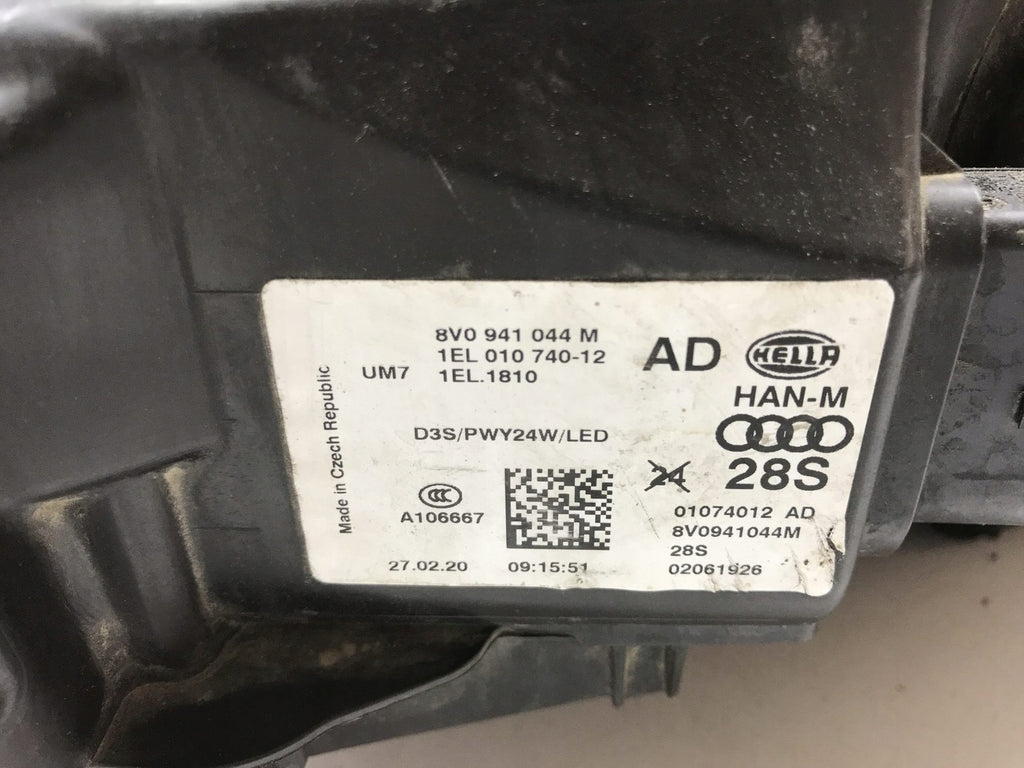 8V0 941 044 M
1EL 010 740-12
UM7 1EL.1810
AD HELLA
HAN-M
D3S/PWY24W/LED
Made in Czech Republic
CCC
A106667
24 28S
01074012 AD
8V0941044M
28S
02061926
27.02.20 09:15:51